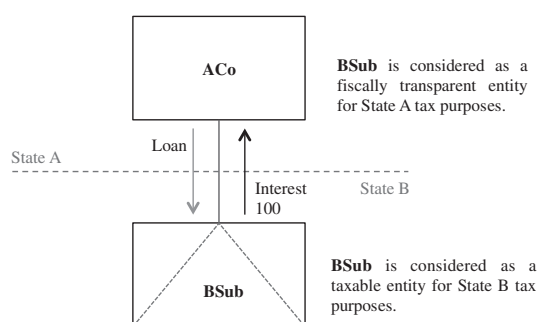 ACo
BSub is considered as a
fiscally transparent entity
for State A tax purposes.
Loan
State A
Interest
100
State B
BSub
BSub is considered as a
taxable entity for State B tax
purposes.